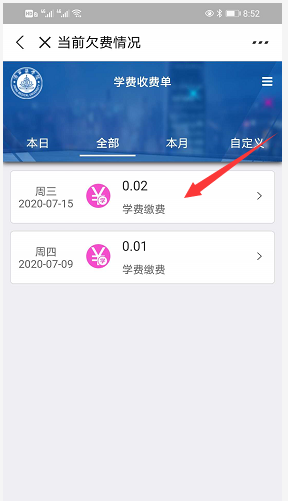 8:52
当前欠费情况
学费收费单
本日 全部 本月 自定义
周三 0.02
2020-07-15 学费缴费
周四 0.01
2020-07-09 学费缴费